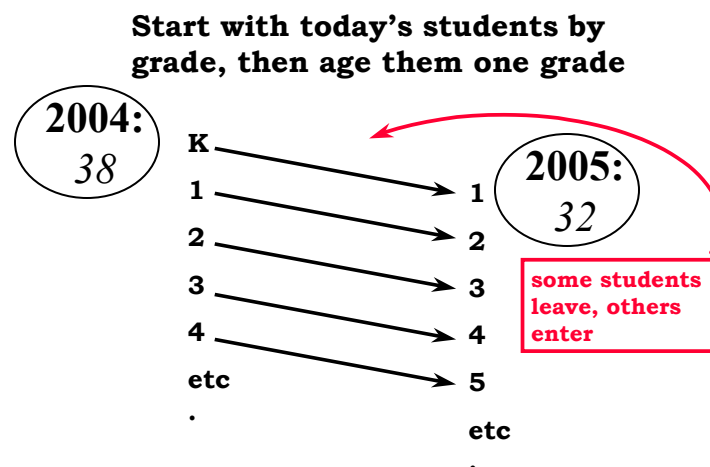 Start with today's students by
grade, then age them one grade
2004:
38
K
1
2
3
4
etc
.
1
2
3
4
5
etc
.
2005:
32
some students
leave, others
enter